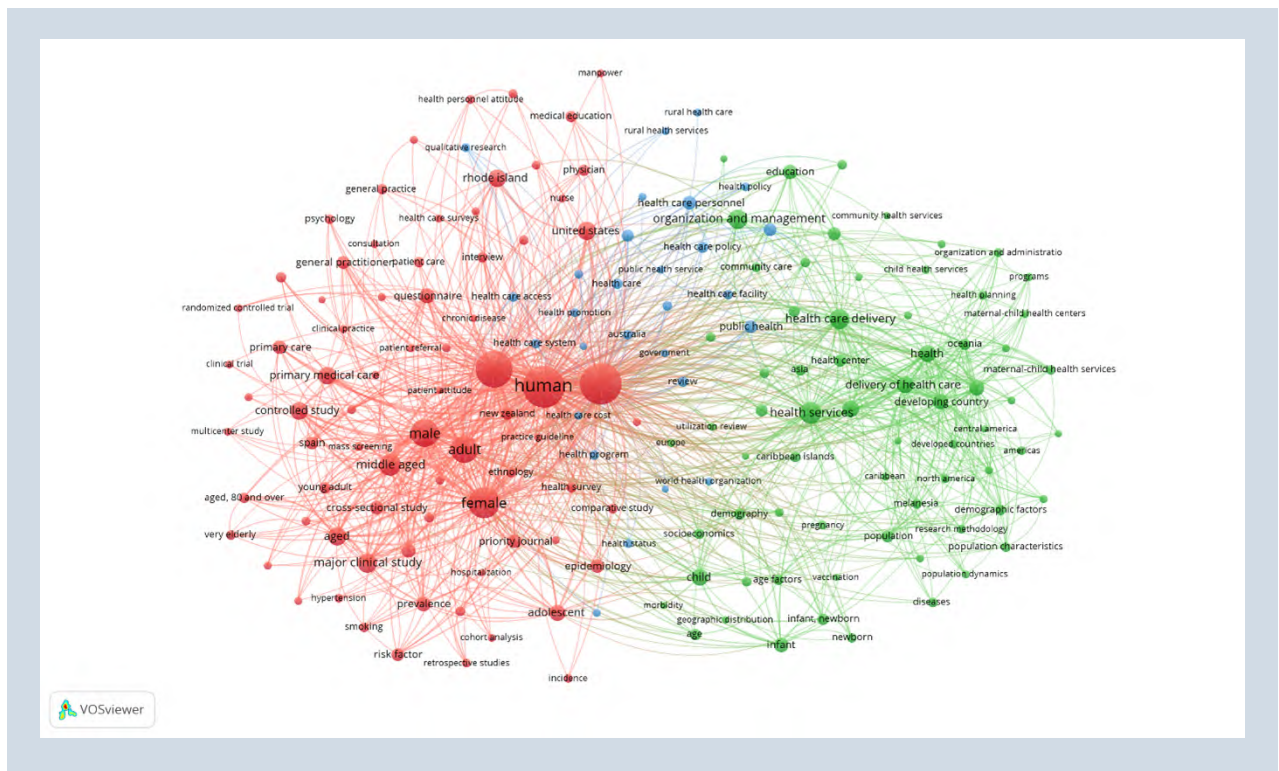 manpower
health personnel attitude
medical education
rural health care
rural health services
qualitative research
physician
education
rhode island
health policy
general practice
nurse
health care personnel
psychology
health care surveys
organization and management
community health services
united states
consultation
health care policy
interview
organization and administratio
general practitioner
patient care
public health service
community care
child health services
programs
health care
questionnaire
health care access
health care facility
health planning
randomized controlled trial
health promotion
maternal-child health centers
chronic disease
health care delivery
clinical practice
public health
australia
health care system
oceania
primary care
patient referral
government
health
clinical trial
health center
asia
maternal-child health services
primary medical care
review
human
delivery of health care
patient attitude
developing country
controlled study
new zealand
health care cost
health services
multicenter study
male
utilization review
central america
practice guideline
spain
mass screening
europe
developed countries
adult
americas
health program
caribbean islands
middle aged
ethnology
caribbean
north america
young adult
health survey
world health organization
aged, 80 and over
female
melanesia
cross-sectional study
comparative study
demography
demographic factors
pregnancy
research methodology
very elderly
aged
socioeconomics
population
priority journal
health status
population characteristics
major clinical study
epidemiology
hospitalization
child
age factors
vaccination
population dynamics
hypertension
prevalence
morbidity
diseases
adolescent
geographic distribution
infant, newborn
smoking
age
newborn
cohort analysis
infant
risk factor
retrospective studies
incidence
VOSviewer